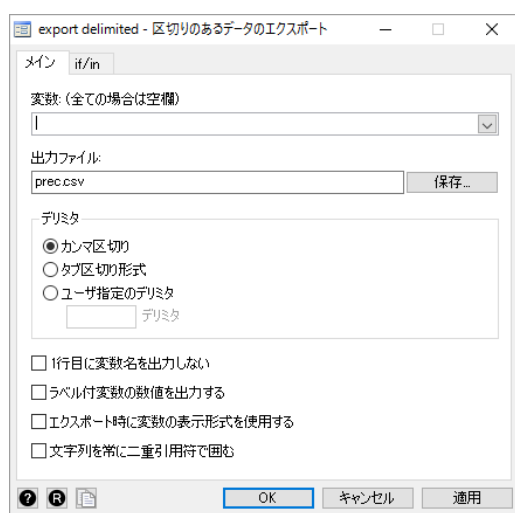 export delimited - 区切りのあるデータのエクスポート
メイン if/in
変数: (全ての場合は空欄)
出力ファイル:
prec.csv 保存...
デリミタ
カンマ区切り
タブ区切り形式
ユーザ指定のデリミタ
デリミタ
1行目に変数名を出力しない
ラベル付変数の数値を出力する
エクスポート時に変数の表示形式を使用する
文字列を常に二重引用符で囲む
? R OK キャンセル 適用